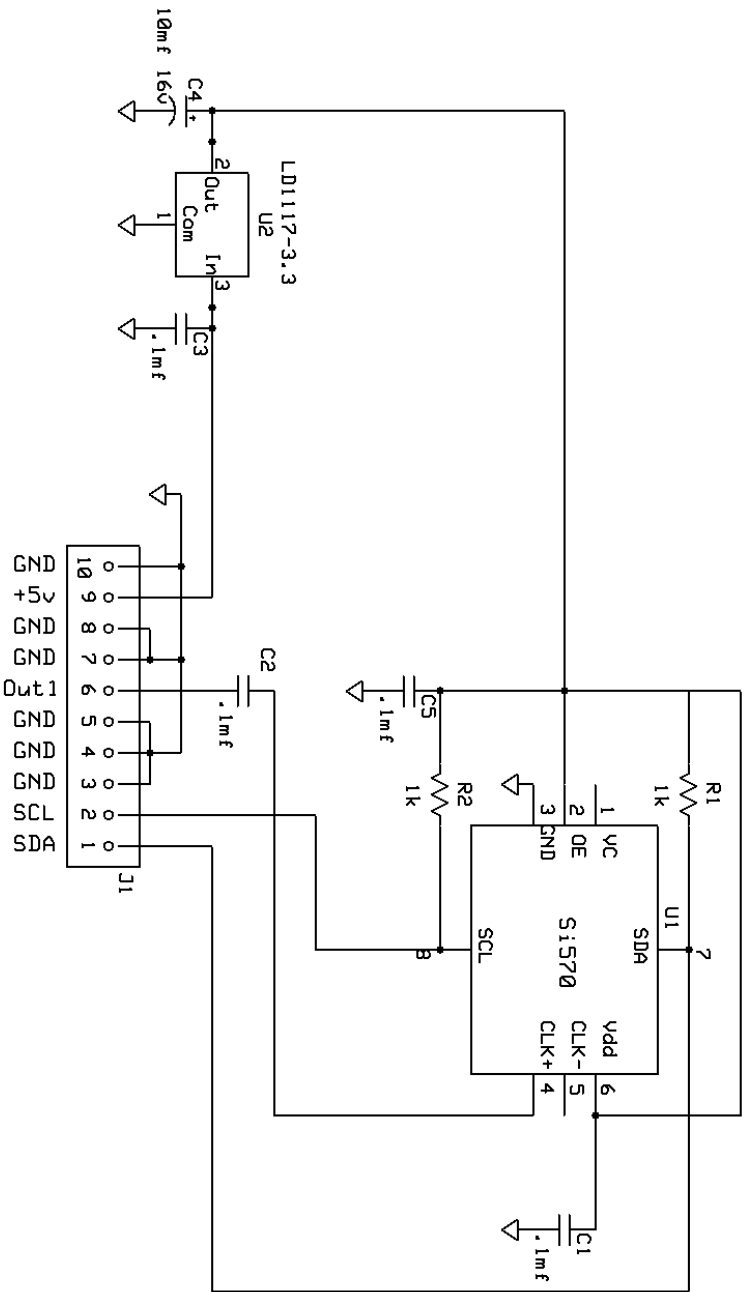 10mf 16v
C4
+
LD1117-3.3
U2
2
Out
1
Com
In
3
C3
.1mf
GND
+5v
GND
GND
Out1
GND
GND
GND
SCL
SDA
10
9
8
7
6
5
4
3
2
1
J1
C2
.1mf
C5
.1mf
R2
1k
R1
1k
3
2
1
GND
OE
VC
U1
Si570
SCL
8
SDA
7
Vdd
CLK-
CLK+
6
5
4
C1
.1mf